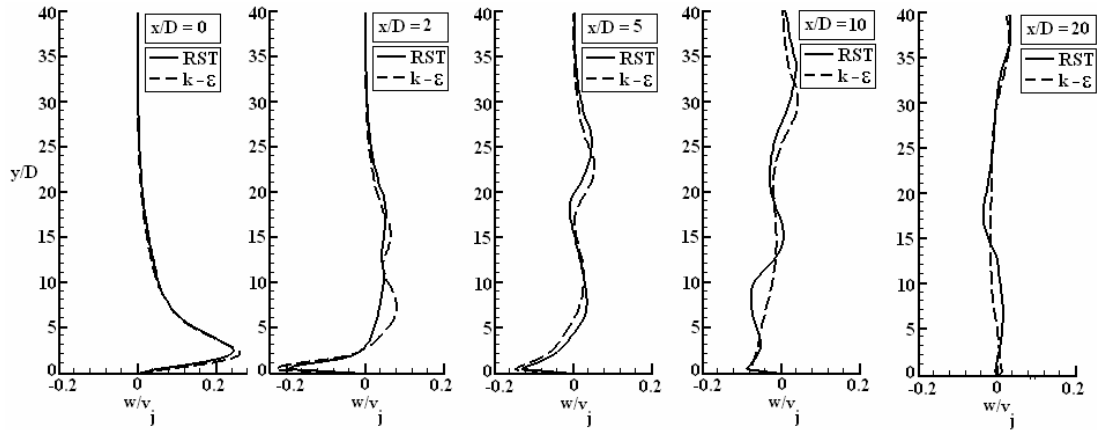 40 x/D = 0 40 x/D = 2 40 x/D = 5 40 x/D = 10 40 x/D = 20
RST RST RST RST RST
35 k - ε 35 k - ε 35 k - ε 35 k - ε 35 k - ε
30 30 30 30 30
25 25 25 25 25
y/D
20 20 20 20 20
15 15 15 15 15
10 10 10 10 10
5 5 5 5 5
0 0 0 0 0
-0.2 0 0.2 -0.2 0 0.2 -0.2 0 0.2 -0.2 0 0.2 -0.2 0 0.2
w/v j w/v j w/v j w/v j w/v j